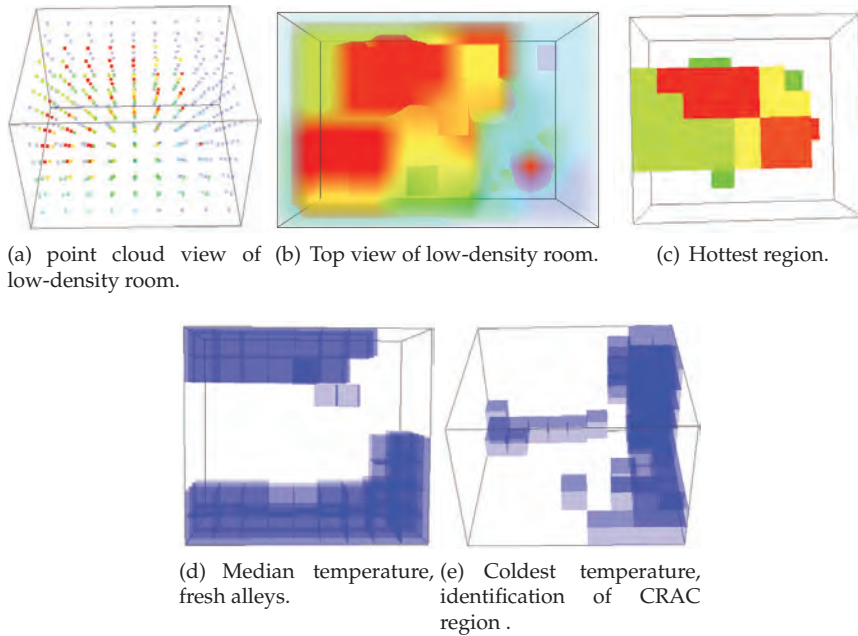 (a) point cloud view of low-density room.
(b) Top view of low-density room.
(c) Hottest region.
(d) Median temperature, fresh alleys.
(e) Coldest temperature, identification of CRAC region .